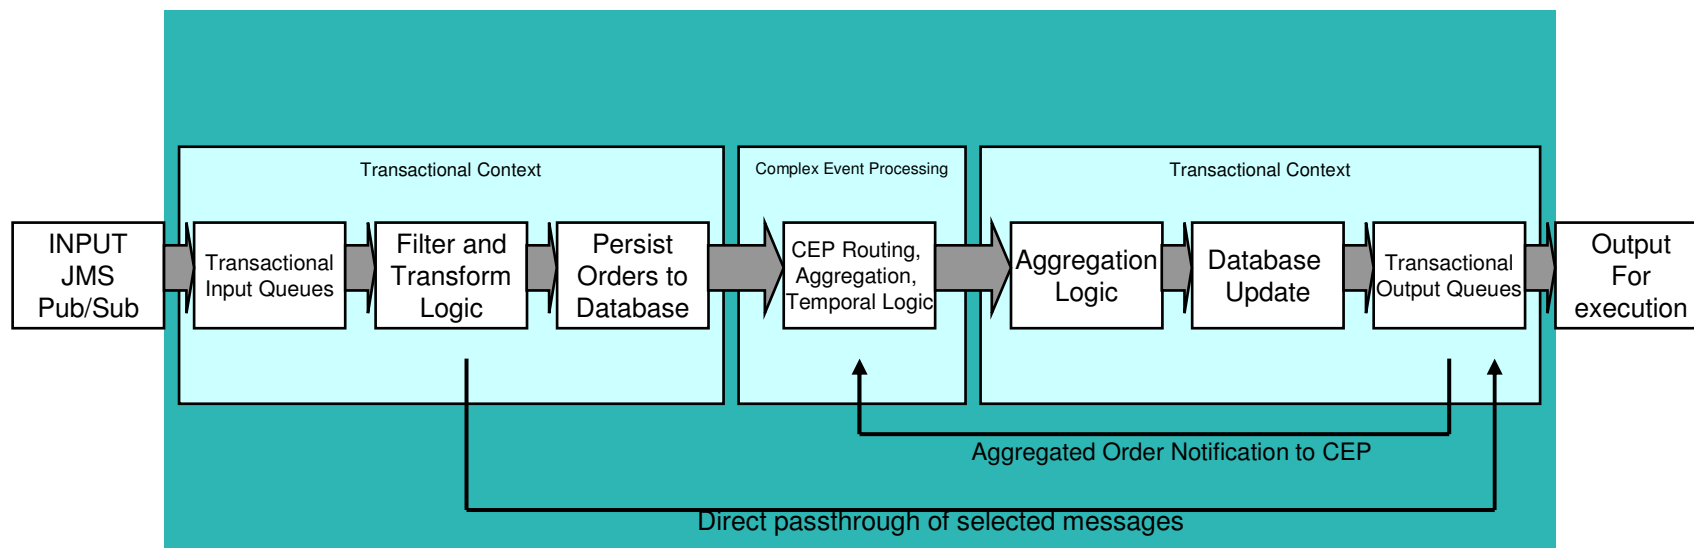 Transactional Context
Complex Event Processing
Transactional Context
INPUT
JMS
Pub/Sub
Transactional
Input Queues
Filter and
Transform
Logic
Persist
Orders to
Database
CEP Routing,
Aggregation,
Temporal Logic
Aggregation
Logic
Database
Update
Transactional
Output Queues
Output
For
execution
Aggregated Order Notification to CEP
Direct passthrough of selected messages